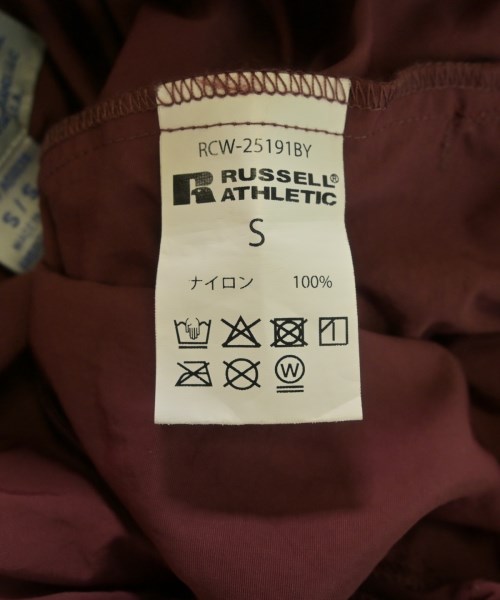 RCW-25191BY
RUSSELL®
ATHLETIC
S
ナイロン 100%
W
S/S